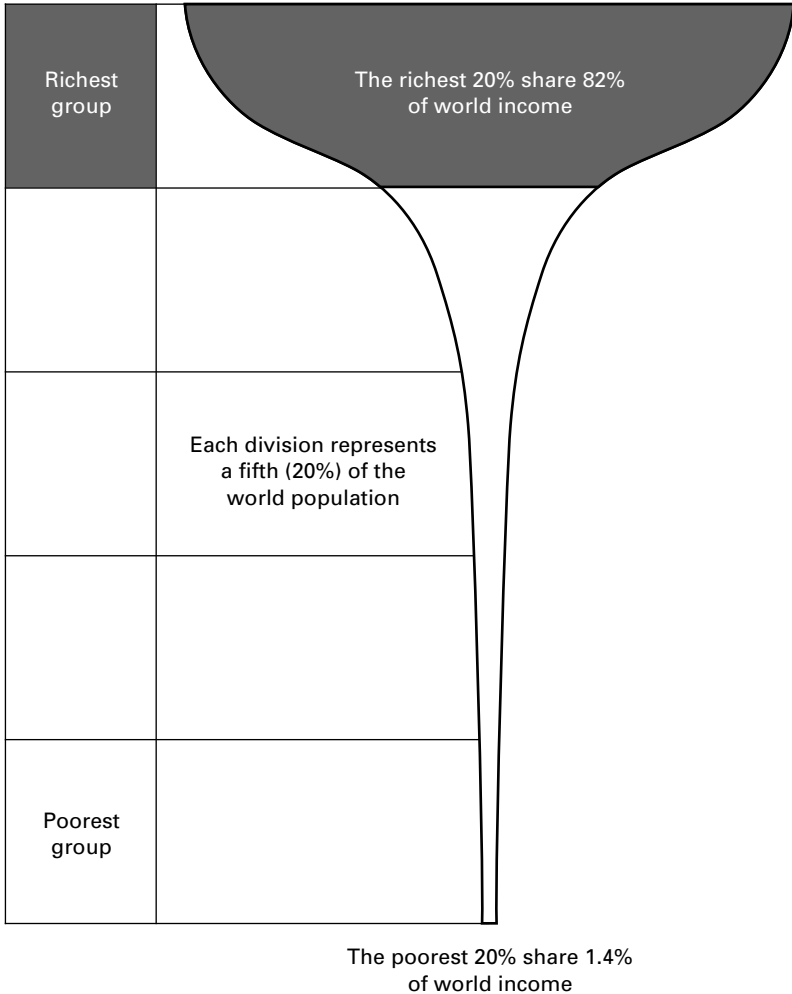 Richest
group
The richest 20% share 82%
of world income
Each division represents
a fifth (20%) of the
world population
Poorest
group
The poorest 20% share 1.4%
of world income